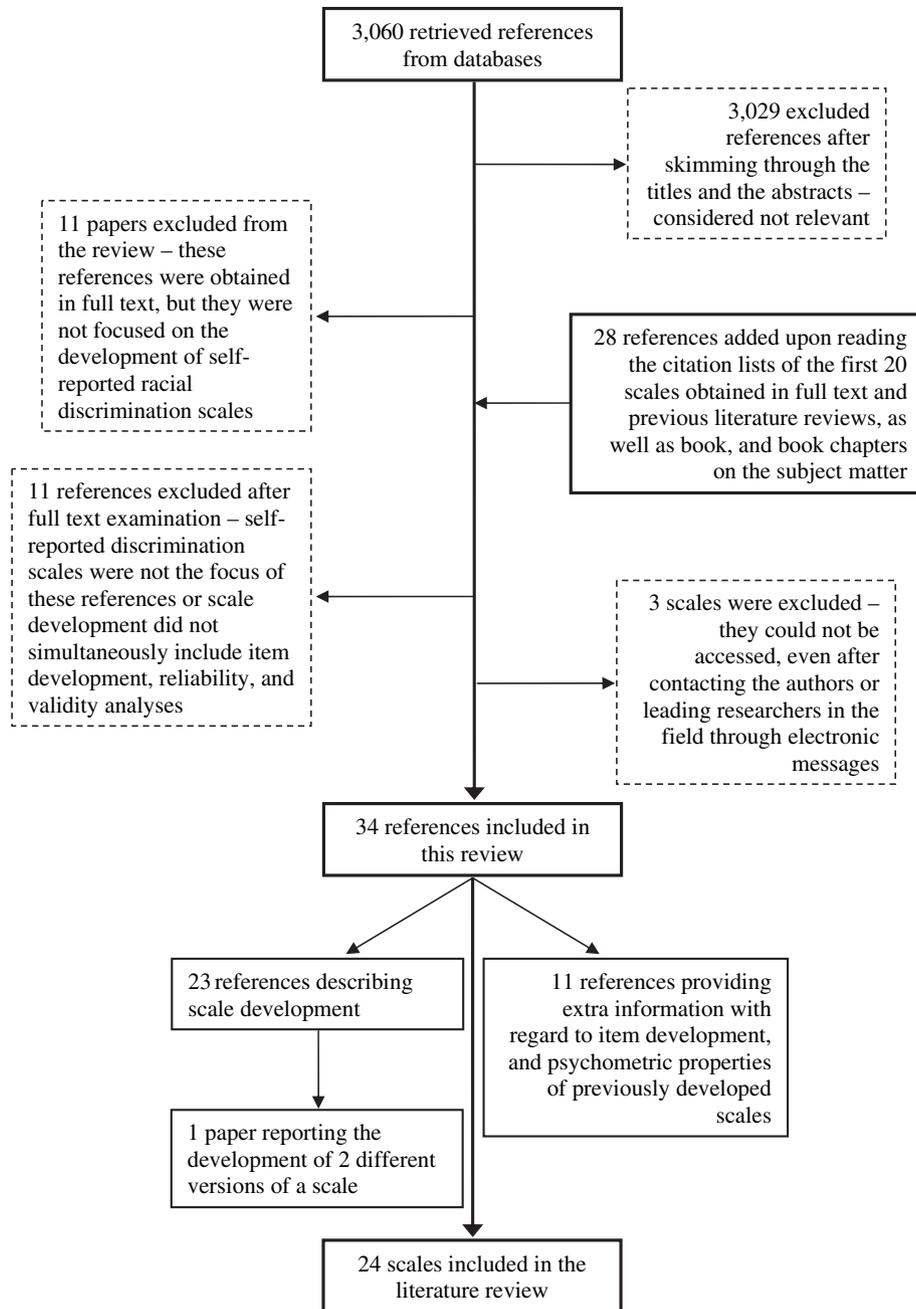 3,060 retrieved references
from databases
3,029 excluded
references after
skimming through the
titles and the abstracts –
considered not relevant
11 papers excluded from
the review – these
references were obtained
in full text, but they were
not focused on the
development of self-
reported racial
discrimination scales
28 references added upon reading
the citation lists of the first 20
scales obtained in full text and
previous literature reviews, as
well as book, and book chapters
on the subject matter
11 references excluded after
full text examination – self-
reported discrimination
scales were not the focus of
these references or scale
development did not
simultaneously include item
development, reliability, and
validity analyses
3 scales were excluded –
they could not be
accessed, even after
contacting the authors or
leading researchers in the
field through electronic
messages
34 references included in
this review
23 references describing
scale development
11 references providing
extra information with
regard to item development,
and psychometric properties
of previously developed
scales
1 paper reporting the
development of 2 different
versions of a scale
24 scales included in the
literature review